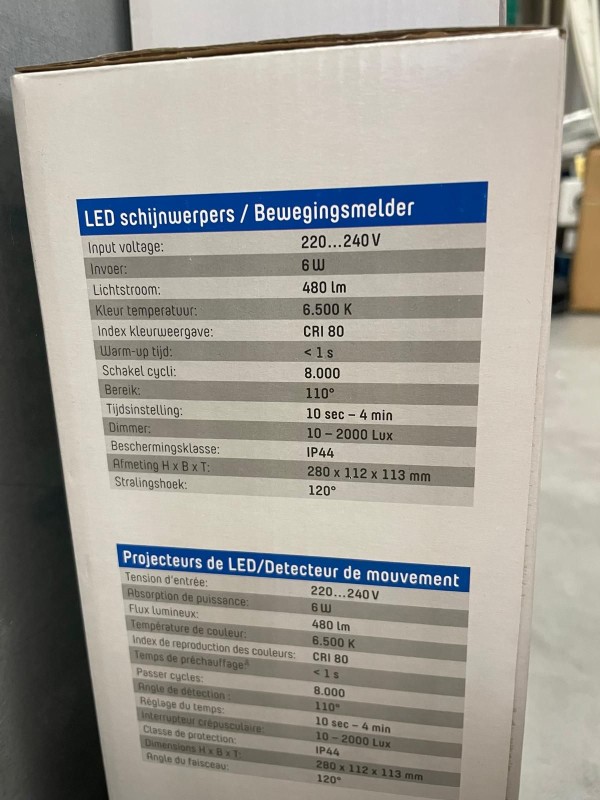 LED schijnwerpers / Bewegingsmelder
Input voltage: 220...240 V
Invoer: 6 W
Lichtstroom: 480 lm
Kleur temperatuur: 6.500 K
Index kleurweergave: CRI 80
Warm-up tijd: < 1 s
Schakel cycli: 8.000
Bereik: 110°
Tijdsinstelling: 10 sec – 4 min
Dimmer: 10 – 2000 Lux
Beschermingsklasse: IP44
Afmeting H x B x T: 280 x 112 x 113 mm
Stralingshoek: 120°
Projecteurs de LED/Detecteur de mouvement
Tension d'entrée: 220...240 V
Absorption de puissance: 6 W
Flux lumineux: 480 lm
Température de couleur: 6.500 K
Index de reproduction des couleurs: CRI 80
Temps de préchauffage: < 1 s
Passer cycles: 8.000
Angle de détection : 110°
Réglage du temps: 10 sec – 4 min
Interrupteur crépusculaire: 10 – 2000 Lux
Classe de protection: IP44
Dimensions H x B x T: 280 x 112 x 113 mm
Angle du faisceau: 120°